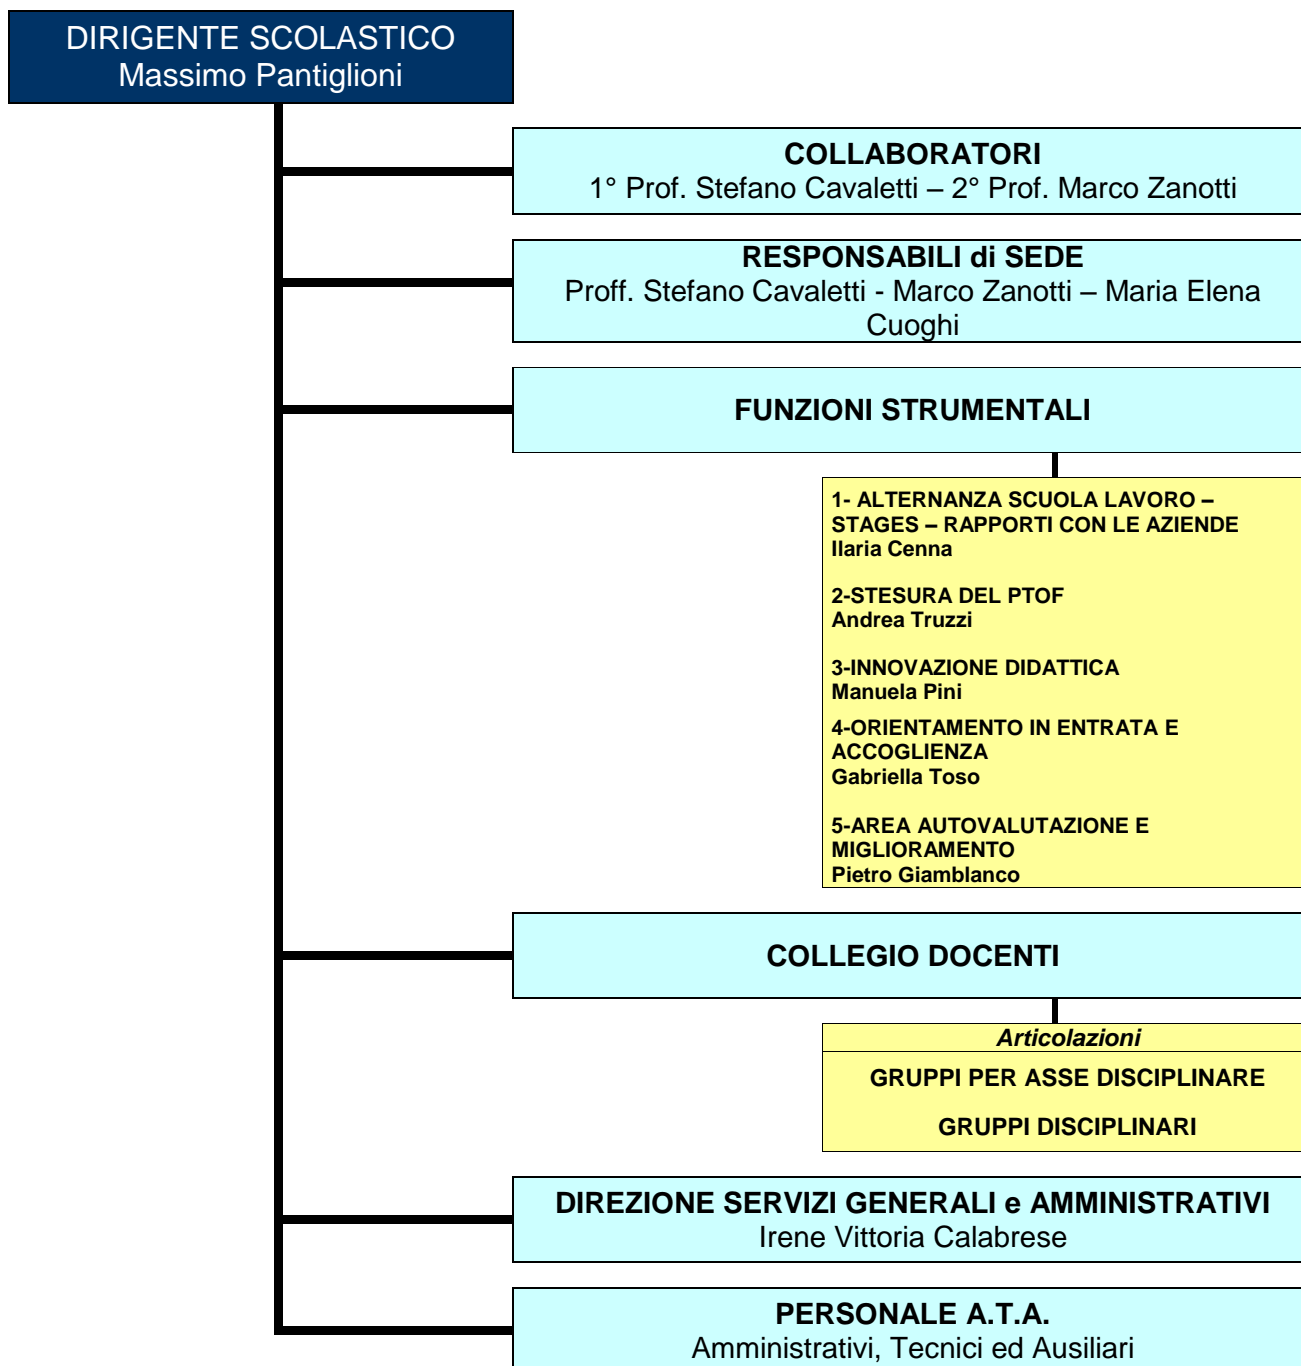 DIRIGENTE SCOLASTICO
Massimo Pantiglioni
COLLABORATORI
1° Prof. Stefano Cavaletti – 2° Prof. Marco Zanotti
RESPONSABILI di SEDE
Proff. Stefano Cavaletti - Marco Zanotti – Maria Elena
Cuoghi
FUNZIONI STRUMENTALI
1- ALTERNANZA SCUOLA LAVORO –
STAGES – RAPPORTI CON LE AZIENDE
Ilaria Cenna
2-STESURA DEL PTOF
Andrea Truzzi
3-INNOVAZIONE DIDATTICA
Manuela Pini
4-ORIENTAMENTO IN ENTRATA E
ACCOGLIENZA
Gabriella Toso
5-AREA AUTOVALUTAZIONE E
MIGLIORAMENTO
Pietro Giamblanco
COLLEGIO DOCENTI
Articolazioni
GRUPPI PER ASSE DISCIPLINARE
GRUPPI DISCIPLINARI
DIREZIONE SERVIZI GENERALI e AMMINISTRATIVI
Irene Vittoria Calabrese
PERSONALE A.T.A.
Amministrativi, Tecnici ed Ausiliari